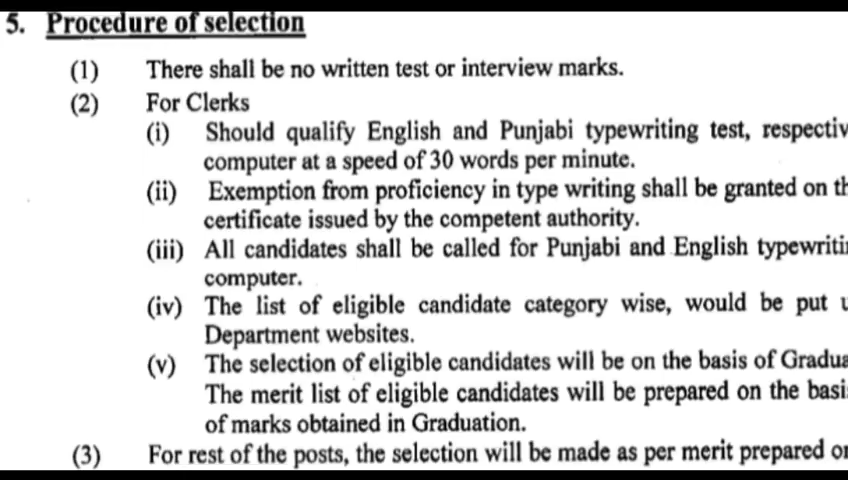 5. Procedure of selection
(1) There shall be no written test or interview marks.
(2) For Clerks
(i) Should qualify English and Punjabi typewriting test,
computer at a speed of 30 words per minute.
(ii) Exemption from proficiency in type writing shall be granted on
certificate issued by the competent authority.
(iii) All candidates shall be called for Punjabi and English
computer.
(iv) The list of eligible candidate category wise, would be put
Department websites.
(v) The selection of eligible candidates will be on the basis of
The merit list of eligible candidates will be prepared on the
of marks obtained in Graduation.
(3) For rest of the posts, the selection will be made as per merit prepared